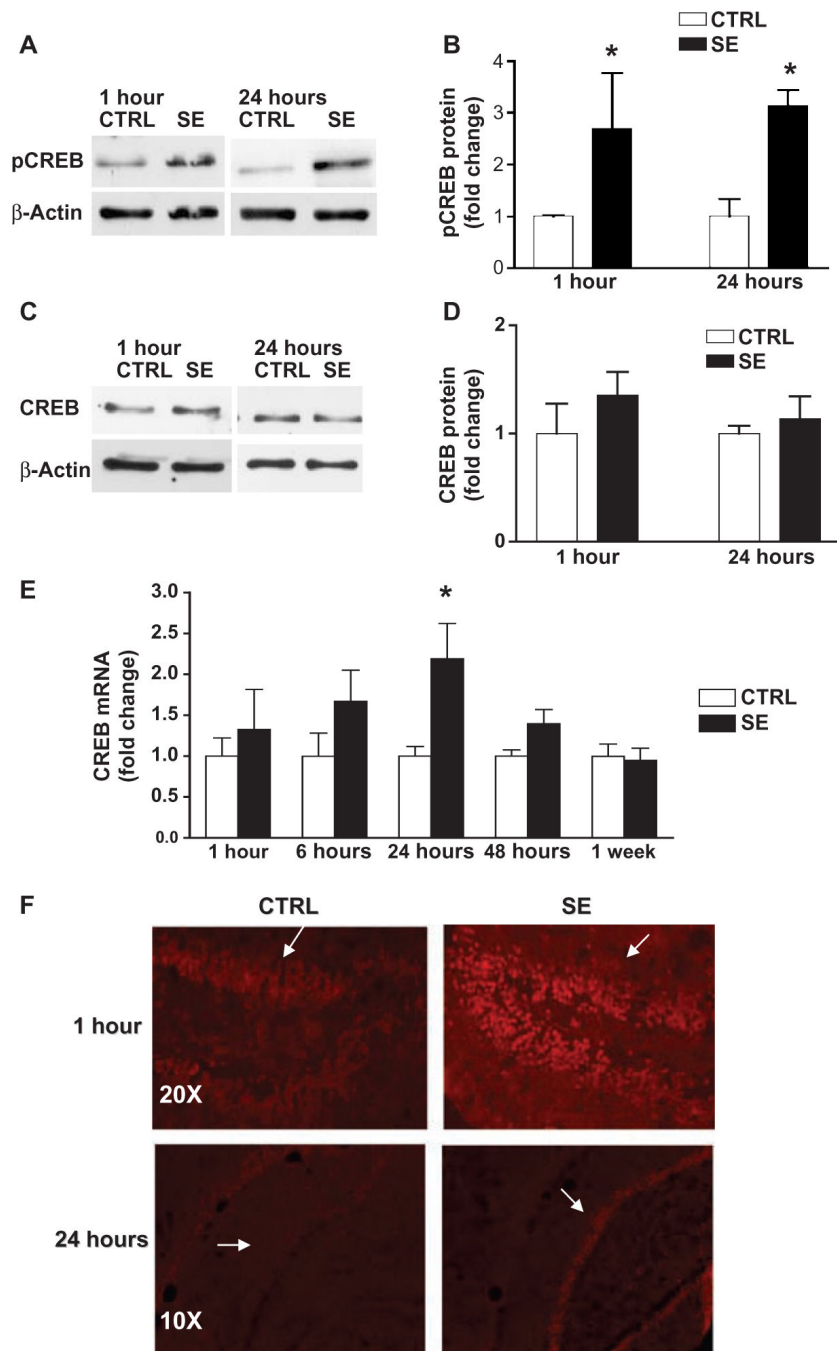 A
1 hour 24 hours
CTRL SE CTRL SE
pCREB
β-Actin
B
CTRL
SE
pCREB protein
(fold change)
4
3
2
1
0
* *
1 hour 24 hours
C
1 hour 24 hours
CTRL SE CTRL SE
CREB
β-Actin
D
CTRL
SE
CREB protein
(fold change)
2
1
0
1 hour 24 hours
E
CREB mRNA
(fold change)
3.0
2.5
2.0
1.5
1.0
0.5
0.0
*
CTRL
SE
1 hour 6 hours 24 hours 48 hours 1 week
F
CTRL SE
1 hour
20X
24 hours
10X